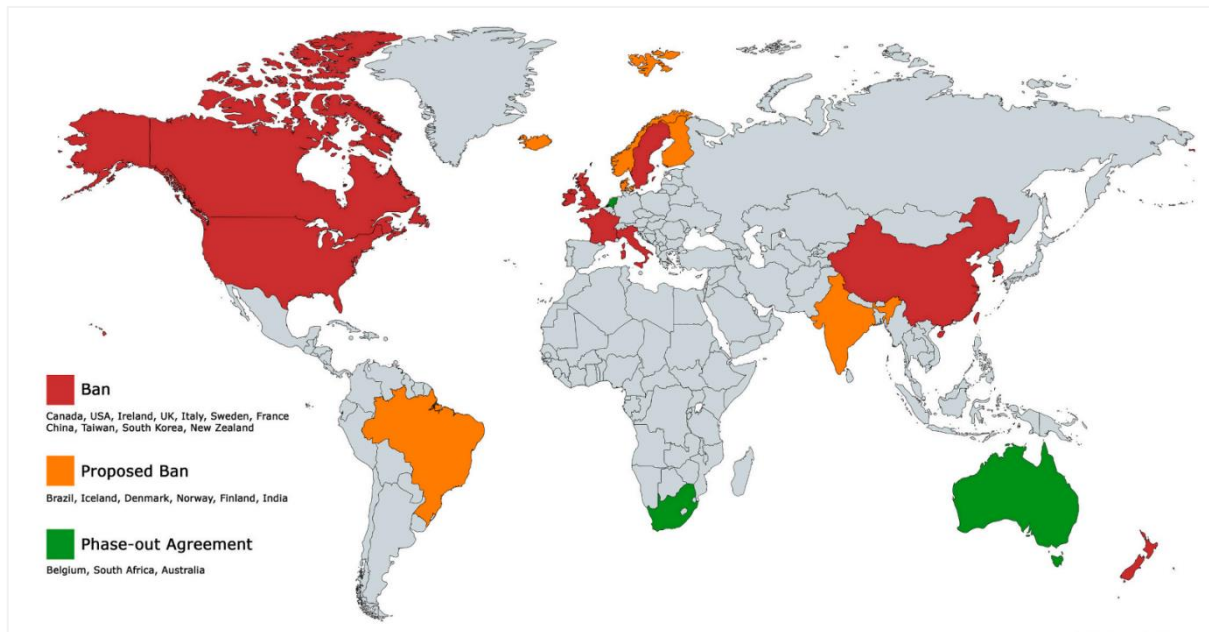 Ban
Canada, USA, Ireland, UK, Italy, Sweden, France
China, Taiwan, South Korea, New Zealand
Proposed Ban
Brazil, Iceland, Denmark, Norway, Finland, India
Phase-out Agreement
Belgium, South Africa, Australia